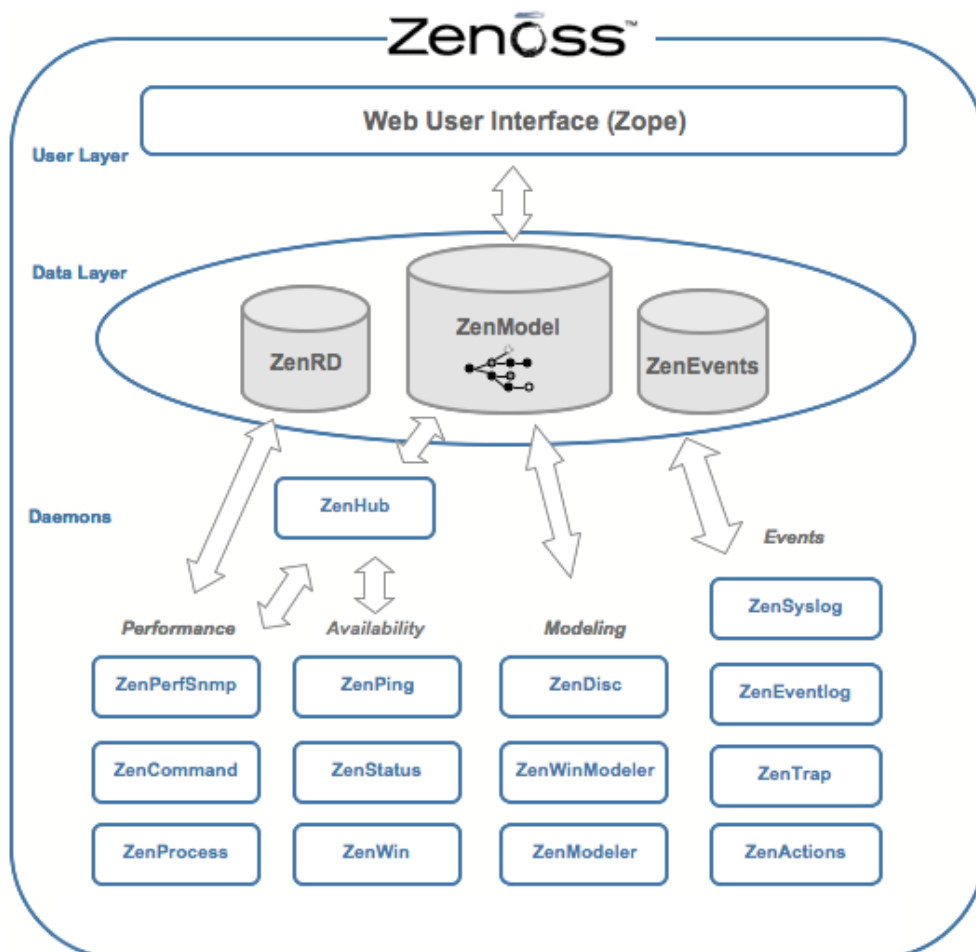 Zenoss™
Web User Interface (Zope)
User Layer
Data Layer
ZenRD
ZenModel
ZenEvents
Daemons
ZenHub
Events
Performance
Availability
Modeling
ZenSyslog
ZenPerfSnmp
ZenPing
ZenDisc
ZenEventlog
ZenCommand
ZenStatus
ZenWinModeler
ZenTrap
ZenProcess
ZenWin
ZenModeler
ZenActions